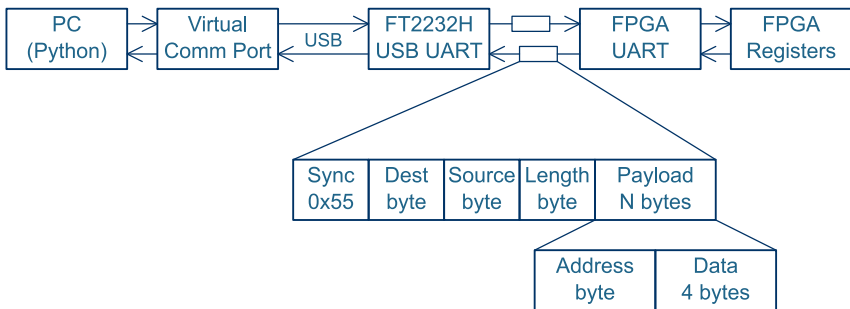 PC
(Python)
Virtual
Comm Port
USB
FT2232H
USB UART
FPGA
UART
FPGA
Registers
Sync
0x55
Dest
byte
Source
byte
Length
byte
Payload
N bytes
Address
byte
Data
4 bytes